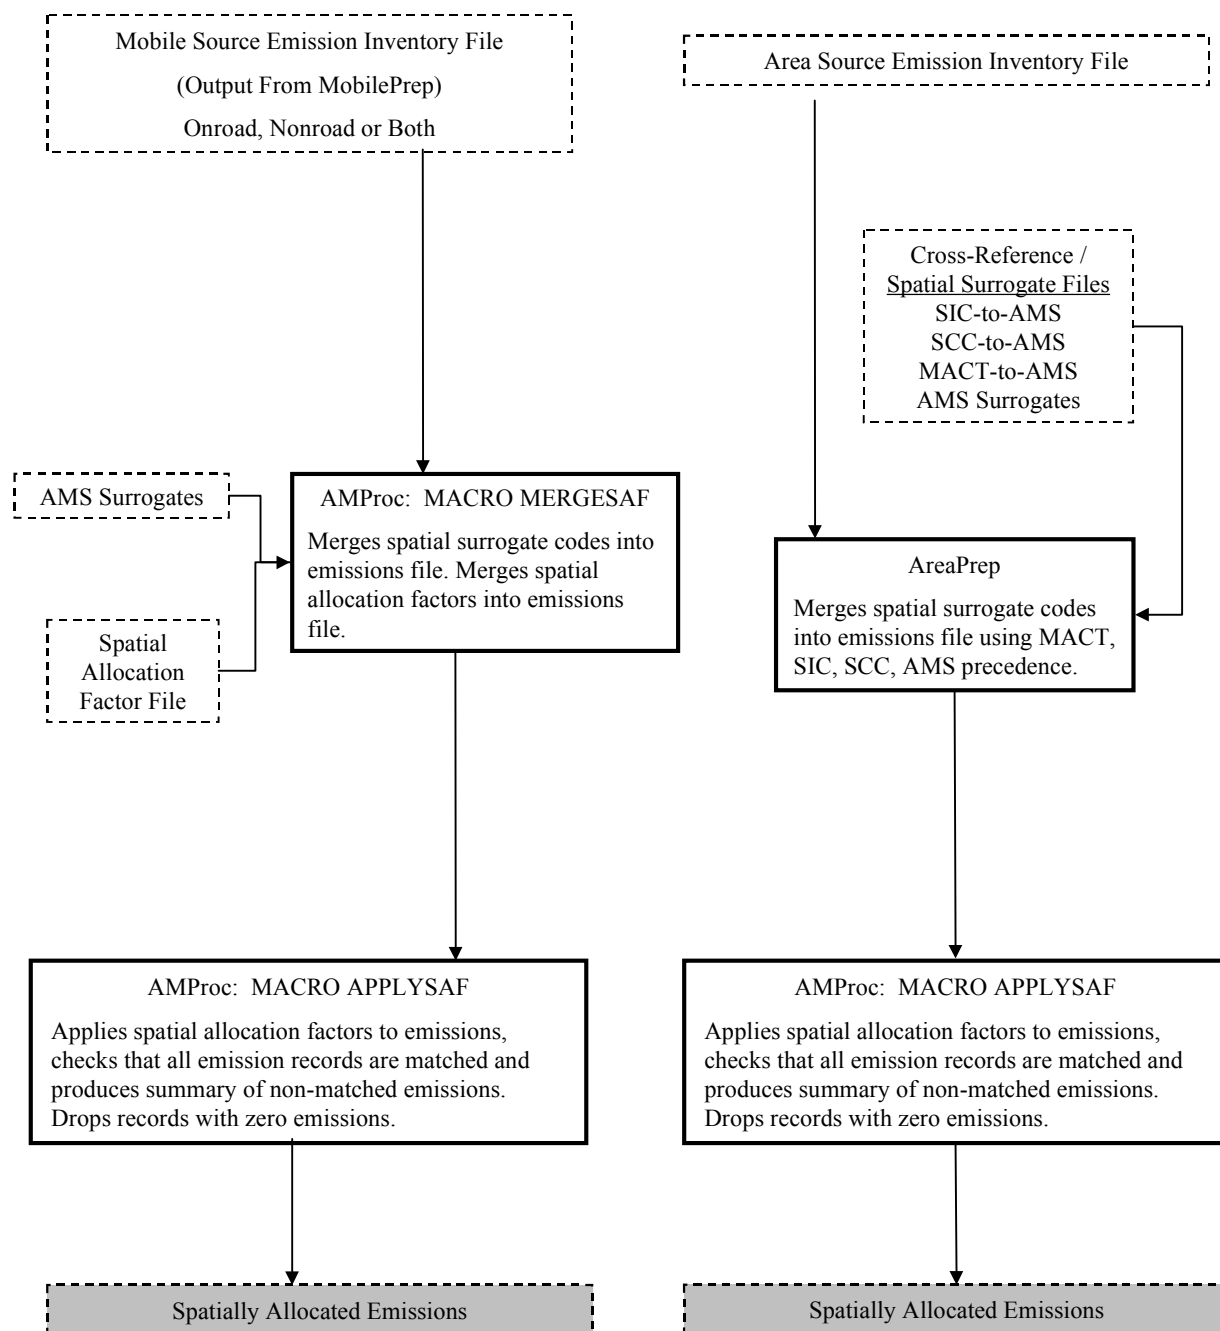 Mobile Source Emission Inventory File
(Output From MobilePrep)
Onroad, Nonroad or Both
Area Source Emission Inventory File
Cross-Reference /
Spatial Surrogate Files
SIC-to-AMS
SCC-to-AMS
MACT-to-AMS
AMS Surrogates
AMS Surrogates
Spatial
Allocation
Factor File
AMProc:  MACRO MERGESAF
Merges spatial surrogate codes into
emissions file. Merges spatial
allocation factors into emissions
file.
AreaPrep
Merges spatial surrogate codes
into emissions file using MACT,
SIC, SCC, AMS precedence.
AMProc:  MACRO APPLYSAF
Applies spatial allocation factors to emissions,
checks that all emission records are matched and
produces summary of non-matched emissions.
Drops records with zero emissions.
AMProc:  MACRO APPLYSAF
Applies spatial allocation factors to emissions,
checks that all emission records are matched and
produces summary of non-matched emissions.
Drops records with zero emissions.
Spatially Allocated Emissions
Spatially Allocated Emissions